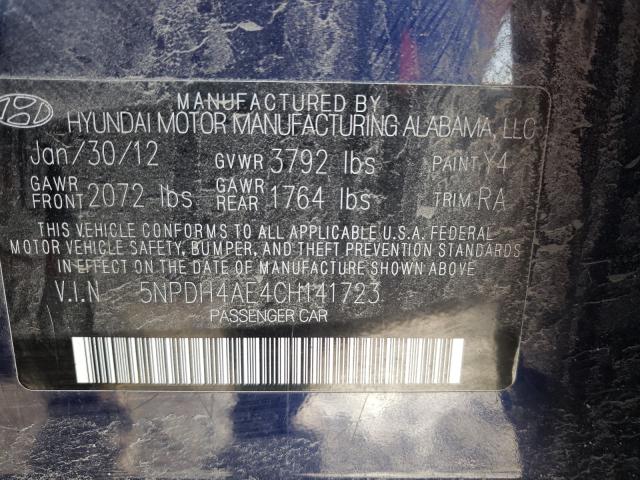 MANUFACTURED BY
HYUNDAI MOTOR MANUFACTURING ALABAMA, LLC
Jan/30/12 GVWR 3792 lbs PAINT Y4
GAWR FRONT 2072 lbs GAWR REAR 1764 lbs TRIM RA
THIS VEHICLE CONFORMS TO ALL APPLICABLE U.S.A. FEDERAL
MOTOR VEHICLE SAFETY, BUMPER, AND THEFT PREVENTION STANDARDS
IN EFFECT ON THE DATE OF MANUFACTURE SHOWN ABOVE
V.I.N 5NPDH4AE4CH141723
PASSENGER CAR